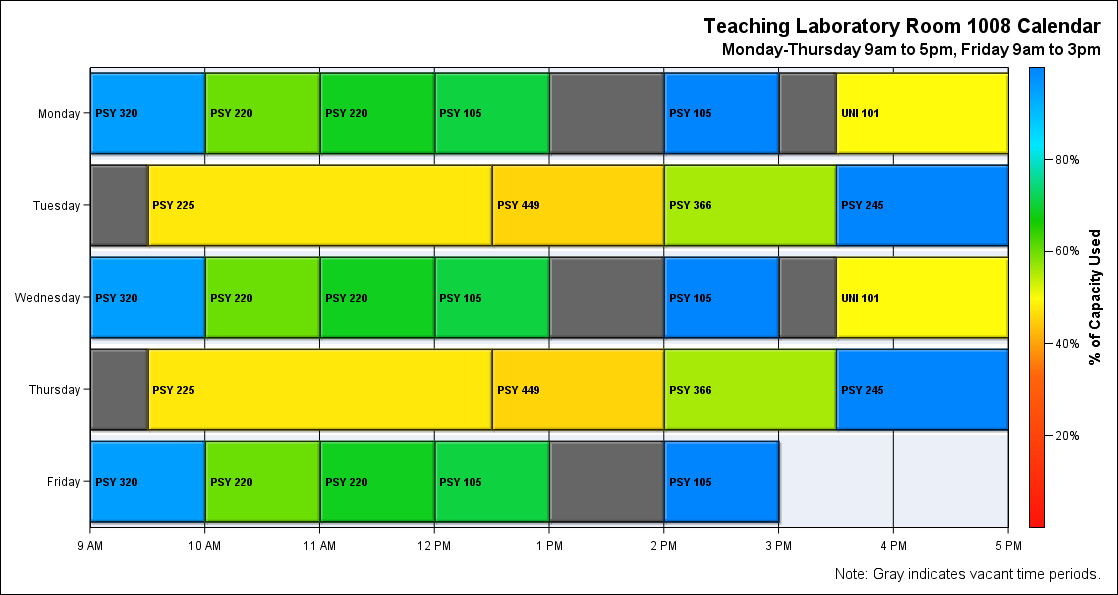 Teaching Laboratory Room 1008 Calendar
Monday-Thursday 9am to 5pm, Friday 9am to 3pm
Monday PSY 320 PSY 220 PSY 220 PSY 105 PSY 105 UNI 101
Tuesday PSY 225 PSY 449 PSY 366 PSY 245
Wednesday PSY 320 PSY 220 PSY 220 PSY 105 PSY 105 UNI 101
Thursday PSY 225 PSY 449 PSY 366 PSY 245
Friday PSY 320 PSY 220 PSY 220 PSY 105 PSY 105
9 AM 10 AM 11 AM 12 PM 1 PM 2 PM 3 PM 4 PM 5 PM
80%
60%
40%
20%
% of Capacity Used
Note: Gray indicates vacant time periods.